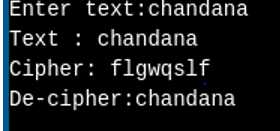 Enter text:chandana
Text : chandana
Cipher: flgwqslf
De-cipher:chandana